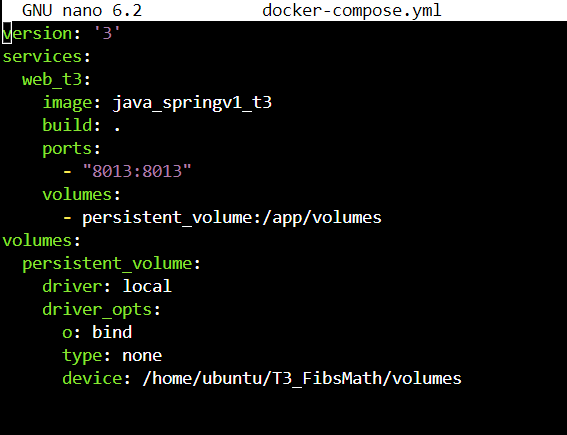 GNU nano 6.2 docker-compose.yml
version: '3'
services:
  web_t3:
    image: java_springv1_t3
    build: .
    ports:
      - "8013:8013"
    volumes:
      - persistent_volume:/app/volumes
volumes:
  persistent_volume:
    driver: local
    driver_opts:
      o: bind
      type: none
      device: /home/ubuntu/T3_FibsMath/volumes